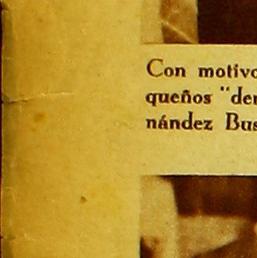 Con motivo
queños "de
nández Bus